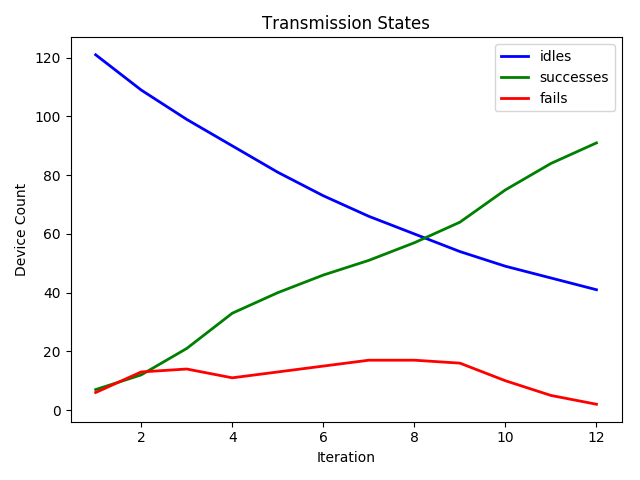 Transmission States
idles
successes
fails
Device Count
120
100
80
60
40
20
0
2 4 6 8 10 12
Iteration